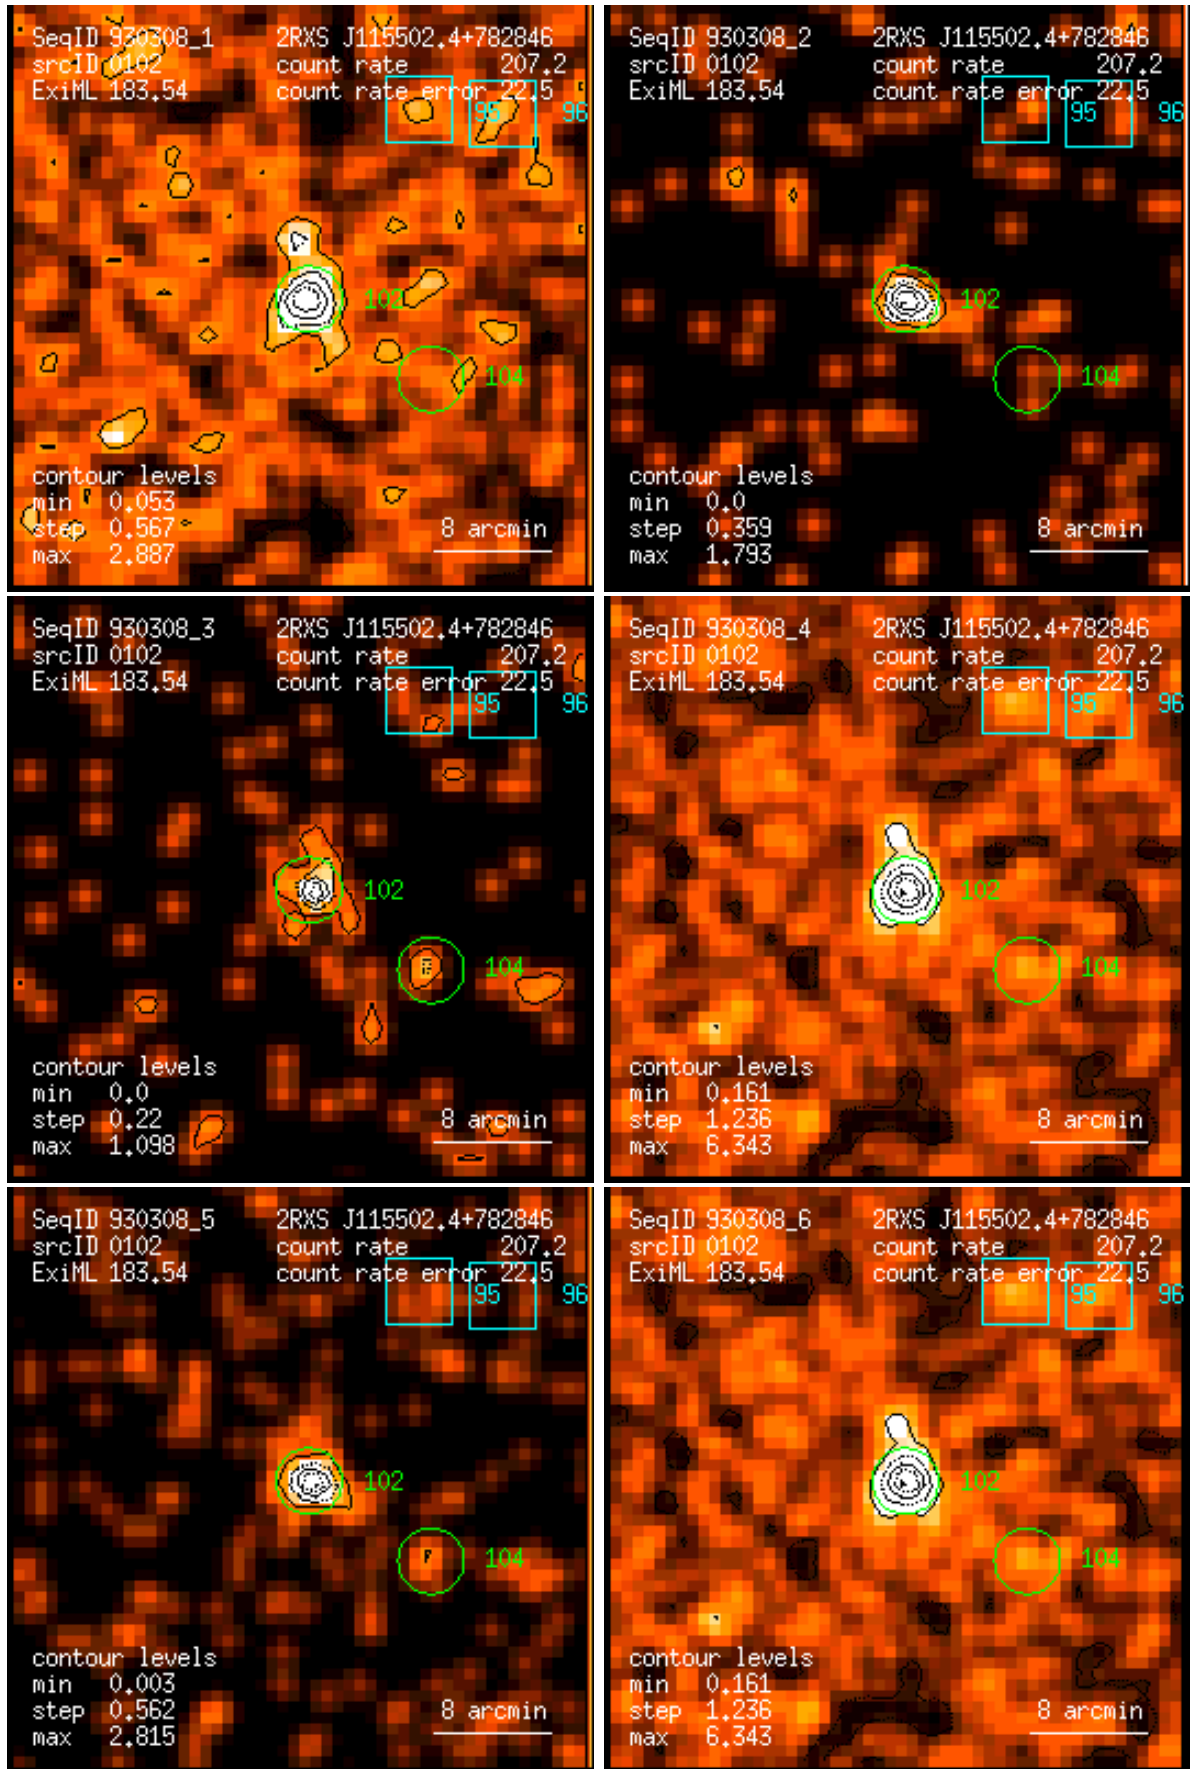 SeqID 930308_1 2RXS J115502.4+782846
srcID 0102 count rate 207.2
ExiML 183.54 count rate error 22.5
95 96
102
104
contour levels
min 0.053
step 0.567 8 arcmin
max 2.887
SeqID 930308_2 2RXS J115502.4+782846
srcID 0102 count rate 207.2
ExiML 183.54 count rate error 22.5
95 96
102
104
contour levels
min 0.0
step 0.359 8 arcmin
max 1.793
SeqID 930308_3 2RXS J115502.4+782846
srcID 0102 count rate 207.2
ExiML 183.54 count rate error 22.5
95 96
102
104
contour levels
min 0.0
step 0.22 8 arcmin
max 1.098
SeqID 930308_4 2RXS J115502.4+782846
srcID 0102 count rate 207.2
ExiML 183.54 count rate error 22.5
95 96
102
104
contour levels
min 0.161
step 1.236 8 arcmin
max 6.343
SeqID 930308_5 2RXS J115502.4+782846
srcID 0102 count rate 207.2
ExiML 183.54 count rate error 22.5
95 96
102
104
contour levels
min 0.003
step 0.562 8 arcmin
max 2.815
SeqID 930308_6 2RXS J115502.4+782846
srcID 0102 count rate 207.2
ExiML 183.54 count rate error 22.5
95 96
102
104
contour levels
min 0.161
step 1.236 8 arcmin
max 6.343